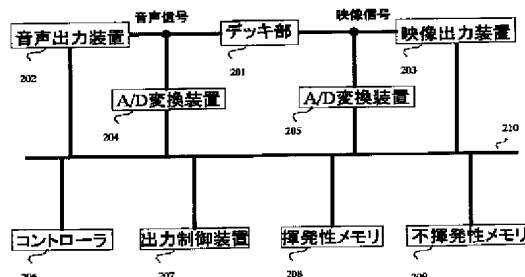 音声信号
映像信号
音声出力装置
デッキ部
映像出力装置
202
201
203
A/D変換装置
A/D変換装置
204
205
210
コントローラ
出力制御装置
揮発性メモリ
不揮発性メモリ
206
207
208
209